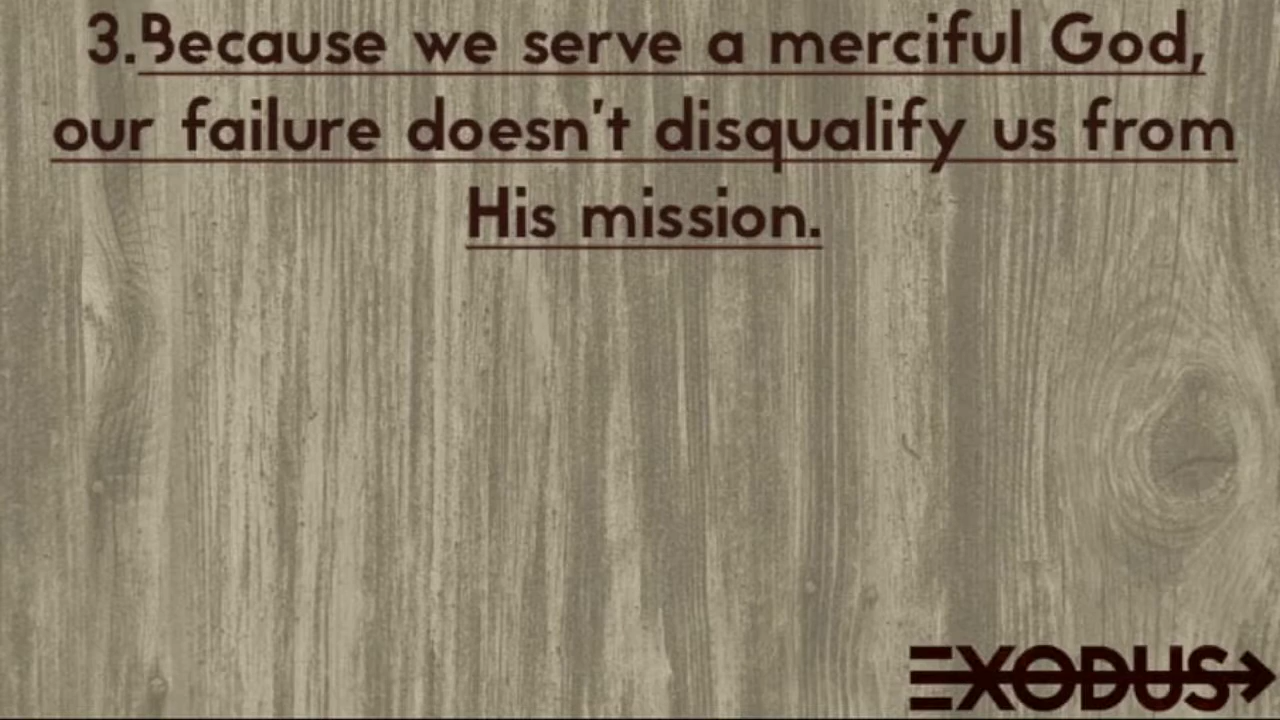 3.Because we serve a merciful God,
our failure doesn't disqualify us from
His mission.
EXODUS